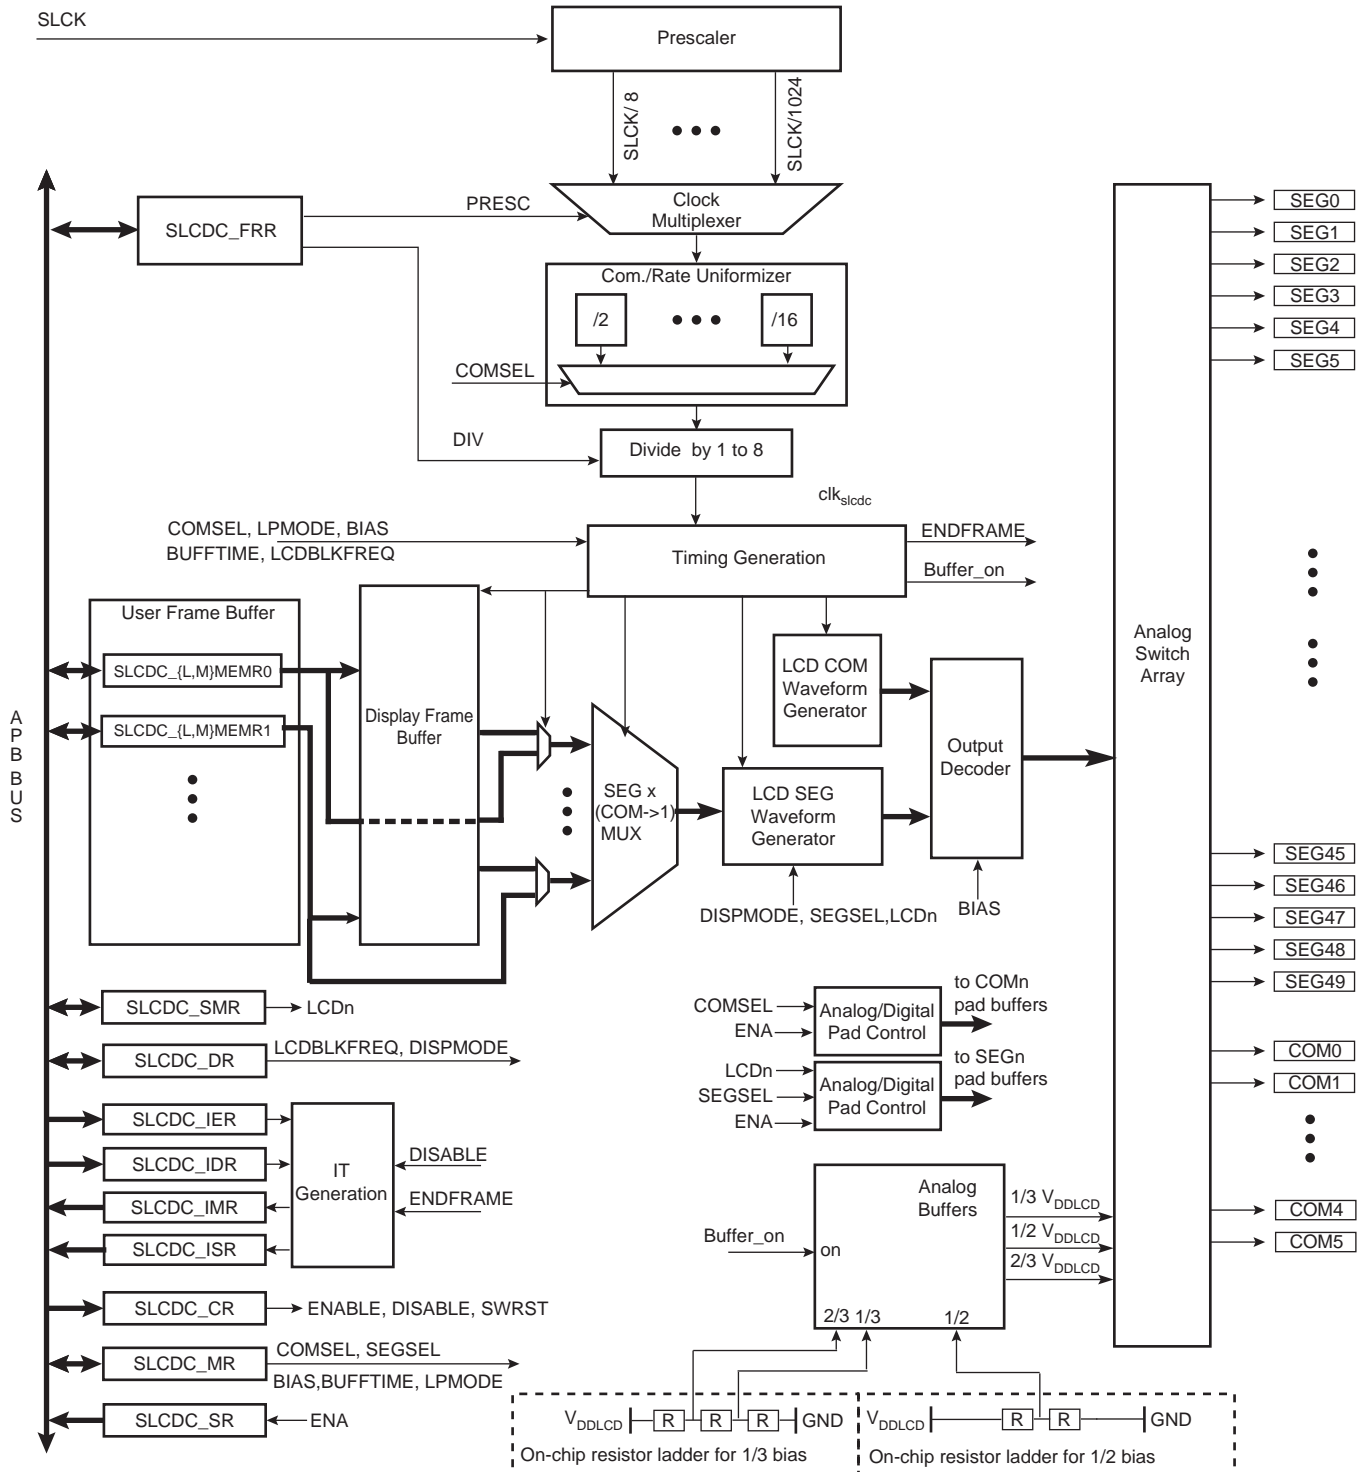 SLCK
Prescaler
SLCK/ 8
SLCK/1024
PRESC
Clock
Multiplexer
SLCDC_FRR
Com./Rate Uniformizer
/2
/16
COMSEL
DIV
Divide by 1 to 8
clkslcdc
COMSEL, LPMODE, BIAS
BUFFTIME, LCDBLKFREQ
Timing Generation
ENDFRAME
Buffer_on
User Frame Buffer
SLCDC_{L,M}MEMR0
SLCDC_{L,M}MEMR1
APB BUS
Display Frame
Buffer
SEG x
(COM->1)
MUX
LCD COM
Waveform
Generator
LCD SEG
Waveform
Generator
DISPMODE, SEGSEL,LCDn
Output
Decoder
BIAS
Analog
Switch
Array
SEG0
SEG1
SEG2
SEG3
SEG4
SEG5
SEG45
SEG46
SEG47
SEG48
SEG49
COM0
COM1
COM4
COM5
SLCDC_SMR
LCDn
SLCDC_DR
LCDBLKFREQ, DISPMODE
SLCDC_IER
SLCDC_IDR
SLCDC_IMR
SLCDC_ISR
IT
Generation
DISABLE
ENDFRAME
SLCDC_CR
ENABLE, DISABLE, SWRST
SLCDC_MR
COMSEL, SEGSEL
BIAS,BUFFTIME, LPMODE
SLCDC_SR
ENA
COMSEL
ENA
Analog/Digital
Pad Control
to COMn
pad buffers
LCDn
SEGSEL
ENA
Analog/Digital
Pad Control
to SEGn
pad buffers
Buffer_on
on
Analog
Buffers
2/3 1/3
1/2
1/3 VDDLCD
1/2 VDDLCD
2/3 VDDLCD
VDDLCD
R
R
R
GND
On-chip resistor ladder for 1/3 bias
VDDLCD
R
R
GND
On-chip resistor ladder for 1/2 bias